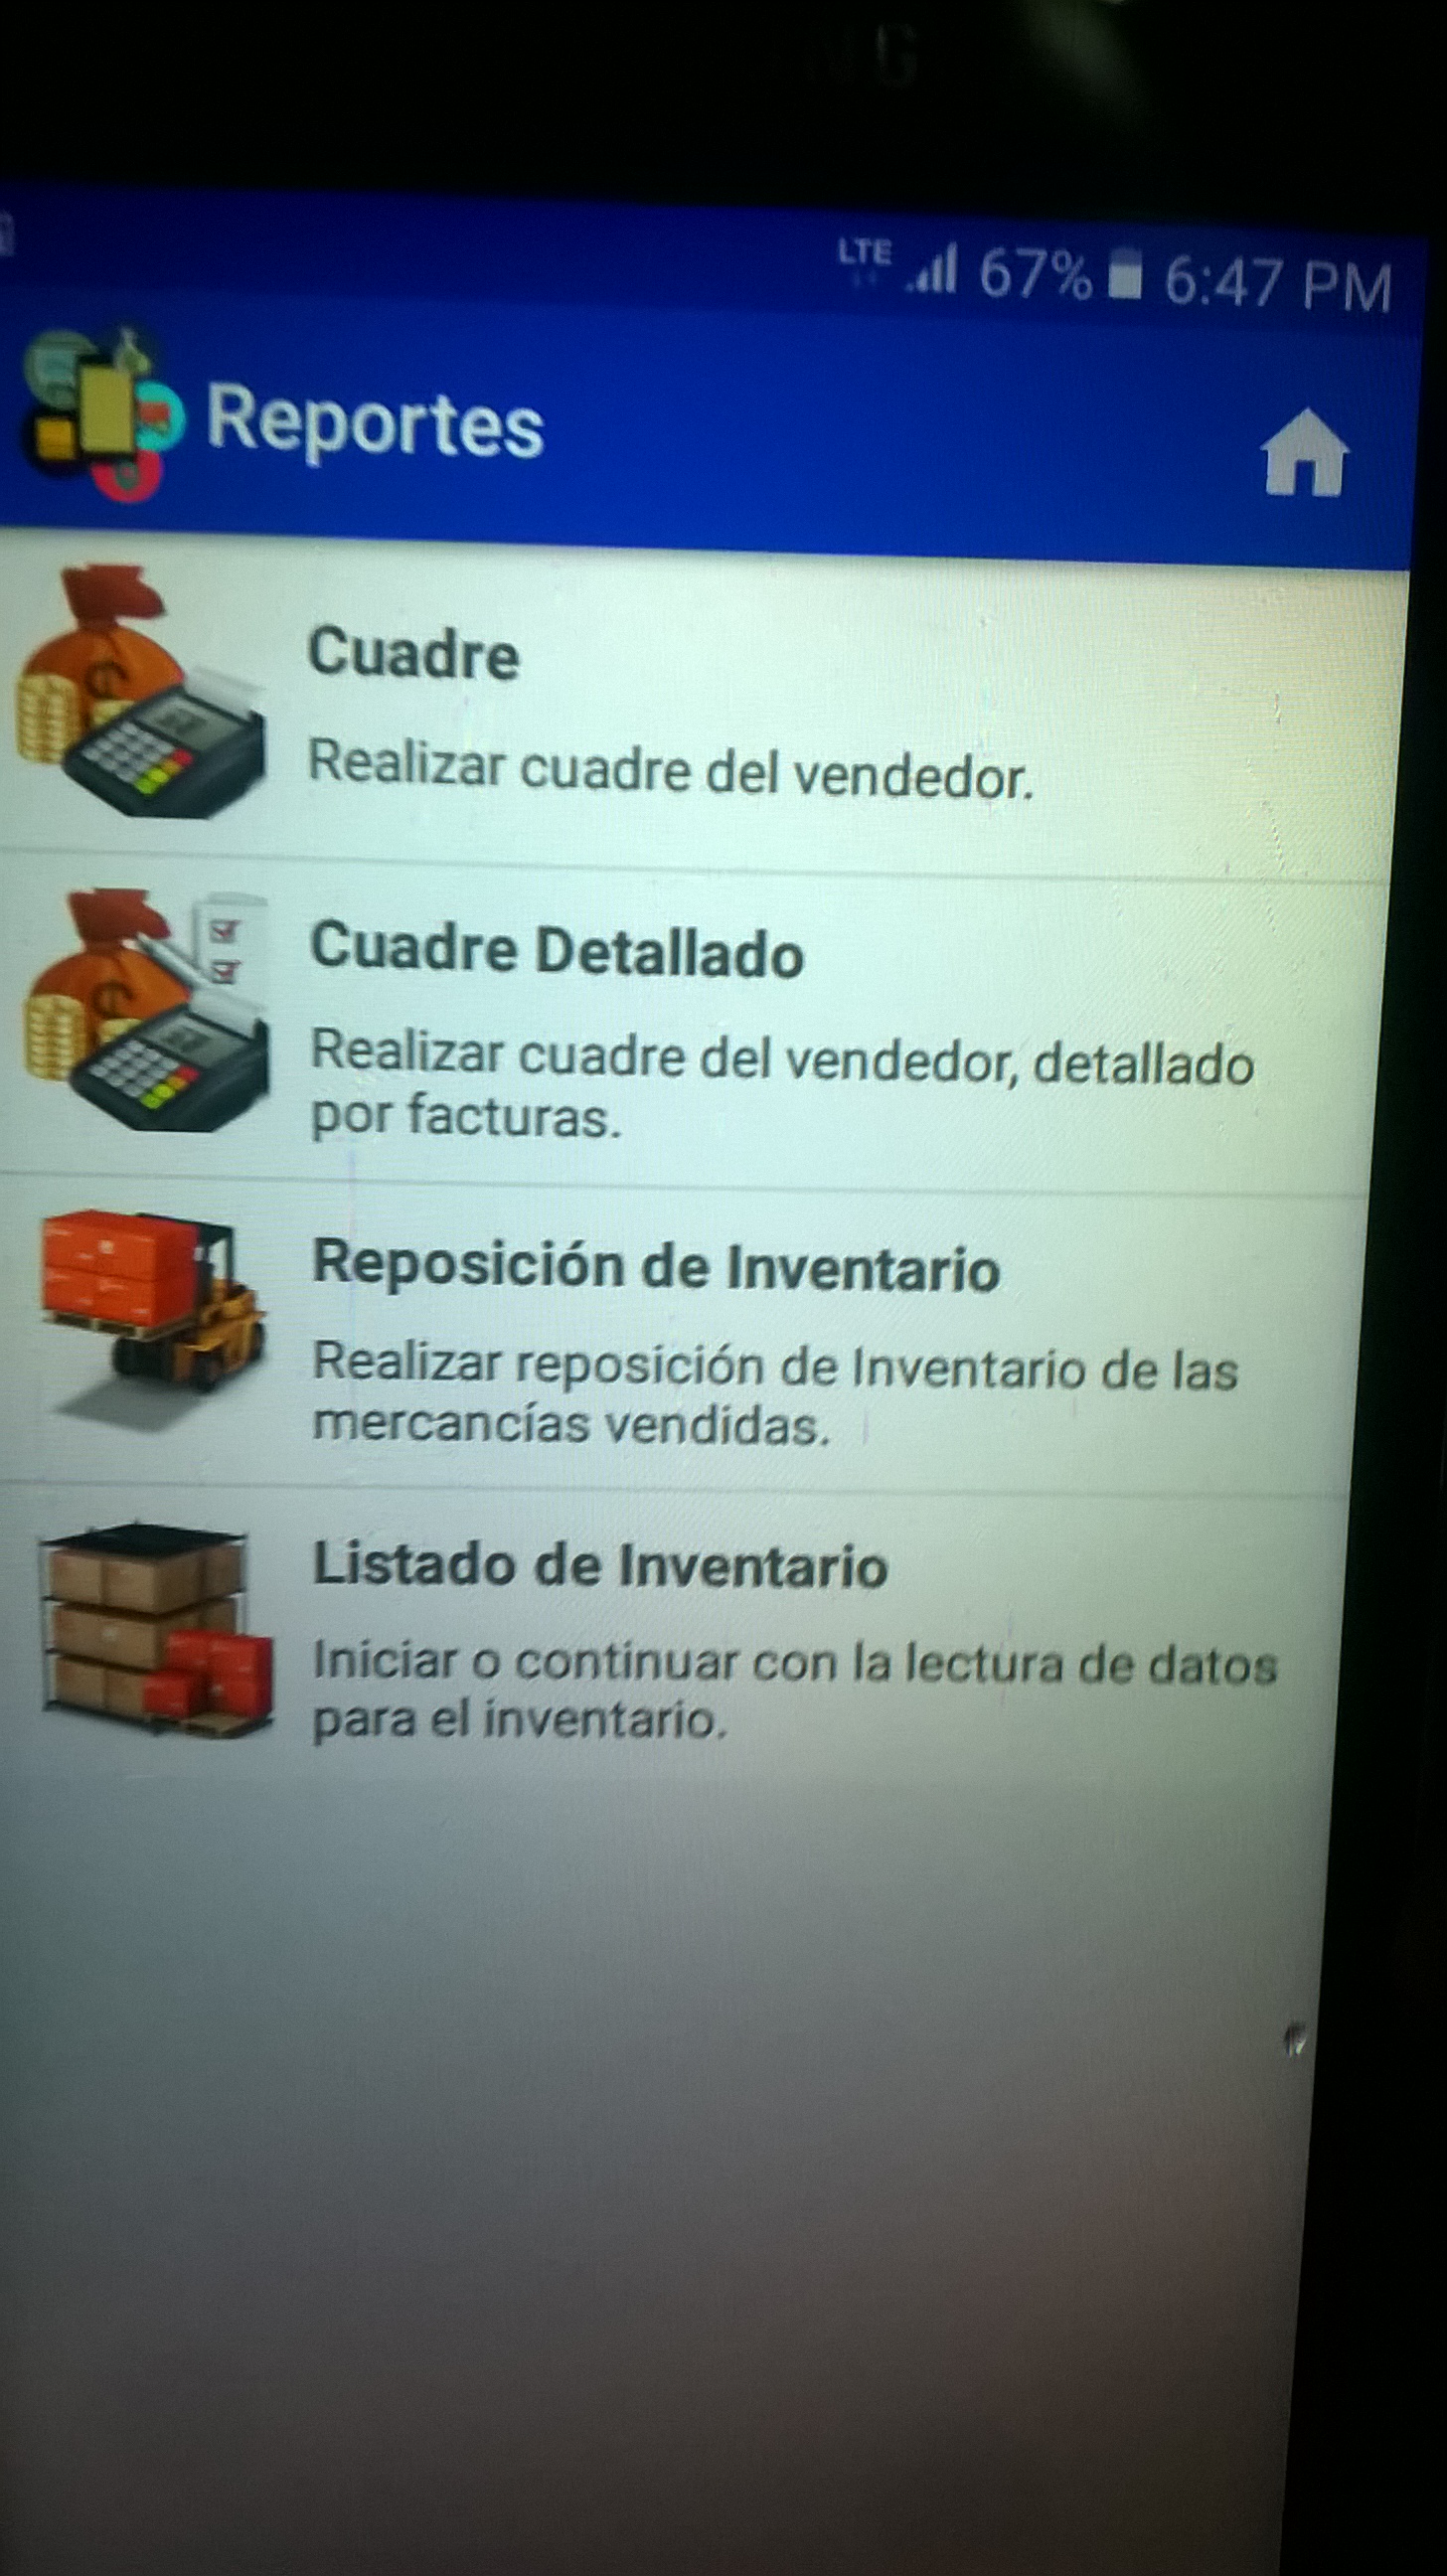 LTE 67% 6:47 PM
Reportes
Cuadre
Realizar cuadre del vendedor.
Cuadre Detallado
Realizar cuadre del vendedor, detallado
por facturas.
Reposición de Inventario
Realizar reposición de Inventario de las
mercancías vendidas.
Listado de Inventario
Iniciar o continuar con la lectura de datos
para el inventario.